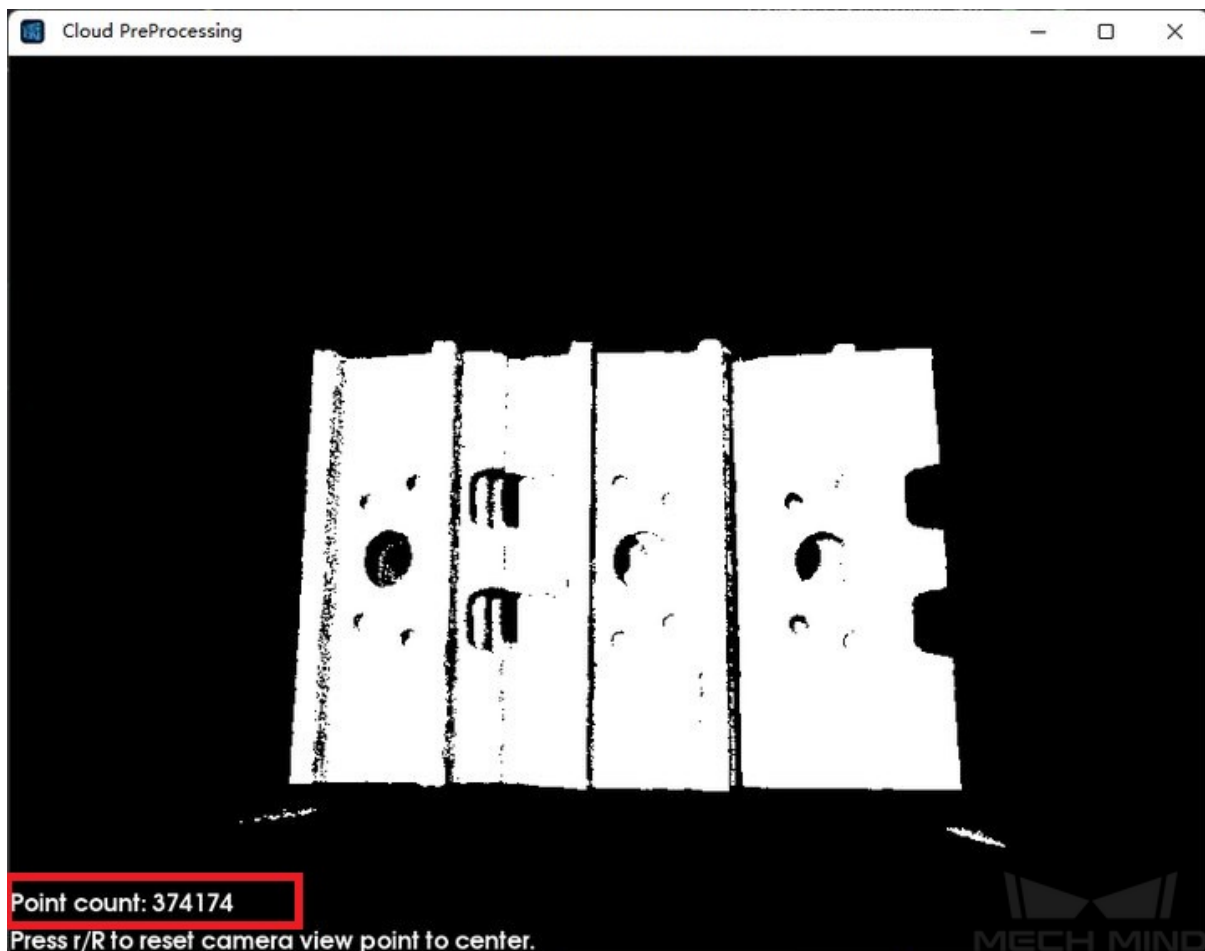 Cloud PreProcessing
Point count: 374174
Press r/R to reset camera view point to center.
MECH MIND